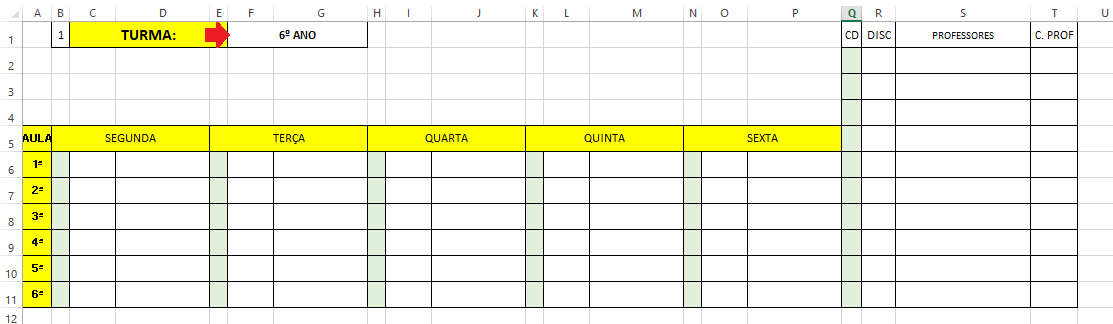 A B C D E F G H I J K L M N O P Q R S T U
1 1 TURMA: 6º ANO CD DISC PROFESSORES C. PROF
2
3
4
5 AULA SEGUNDA TERÇA QUARTA QUINTA SEXTA
6 1ª
7 2ª
8 3ª
9 4ª
10 5ª
11 6ª
12